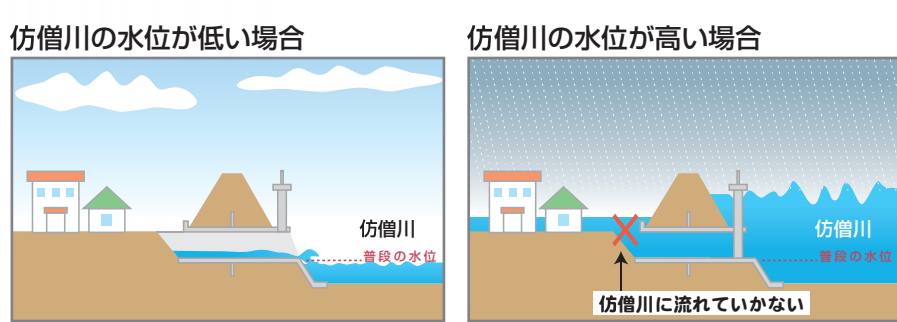 仿僧川の水位が低い場合
仿僧川の水位が高い場合
仿僧川
普段の水位
仿僧川
普段の水位
仿僧川に流れていかない